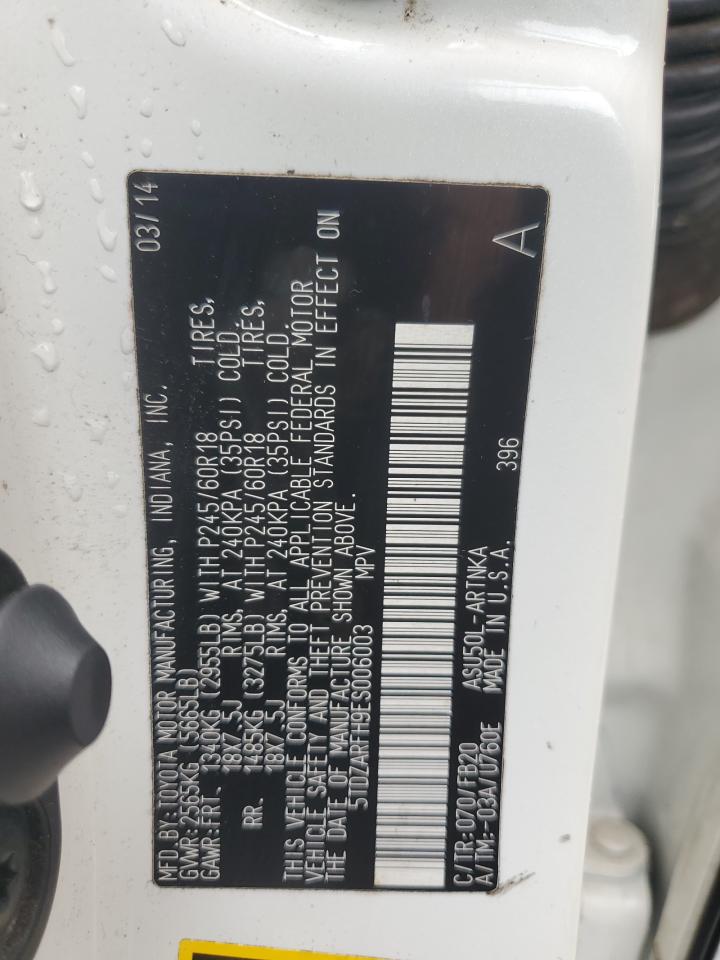 MFD.BY:TOYOTA MOTOR MANUFACTURING, INDIANA, INC. 03/14
GVWR:2565KG (5665LB)
GAWR:FRT. 1340KG (2955LB) WITH P245/60R18 TIRES,
18X7.5J RIMS, AT 240KPA (35PSI) COLD.
RR. 1485KG (3275LB) WITH P245/60R18 TIRES,
18X7.5J RIMS, AT 240KPA (35PSI) COLD.
THIS VEHICLE CONFORMS TO ALL APPLICABLE FEDERAL MOTOR
VEHICLE SAFETY AND THEFT PREVENTION STANDARDS IN EFFECT ON
THE DATE OF MANUFACTURE SHOWN ABOVE.
5TDZARFH9ES006003 MPV
C/TR:070/FB20 ASU50L-ARTNKA 396 A
A/TM:-03A/U760E MADE IN U.S.A.